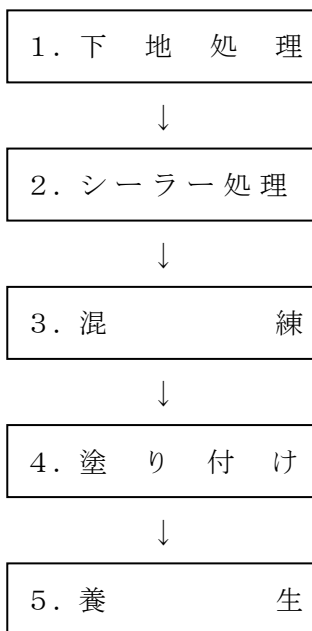 1．下地処理
↓
2．シーラー処理
↓
3．混練
↓
4．塗り付け
↓
5．養生